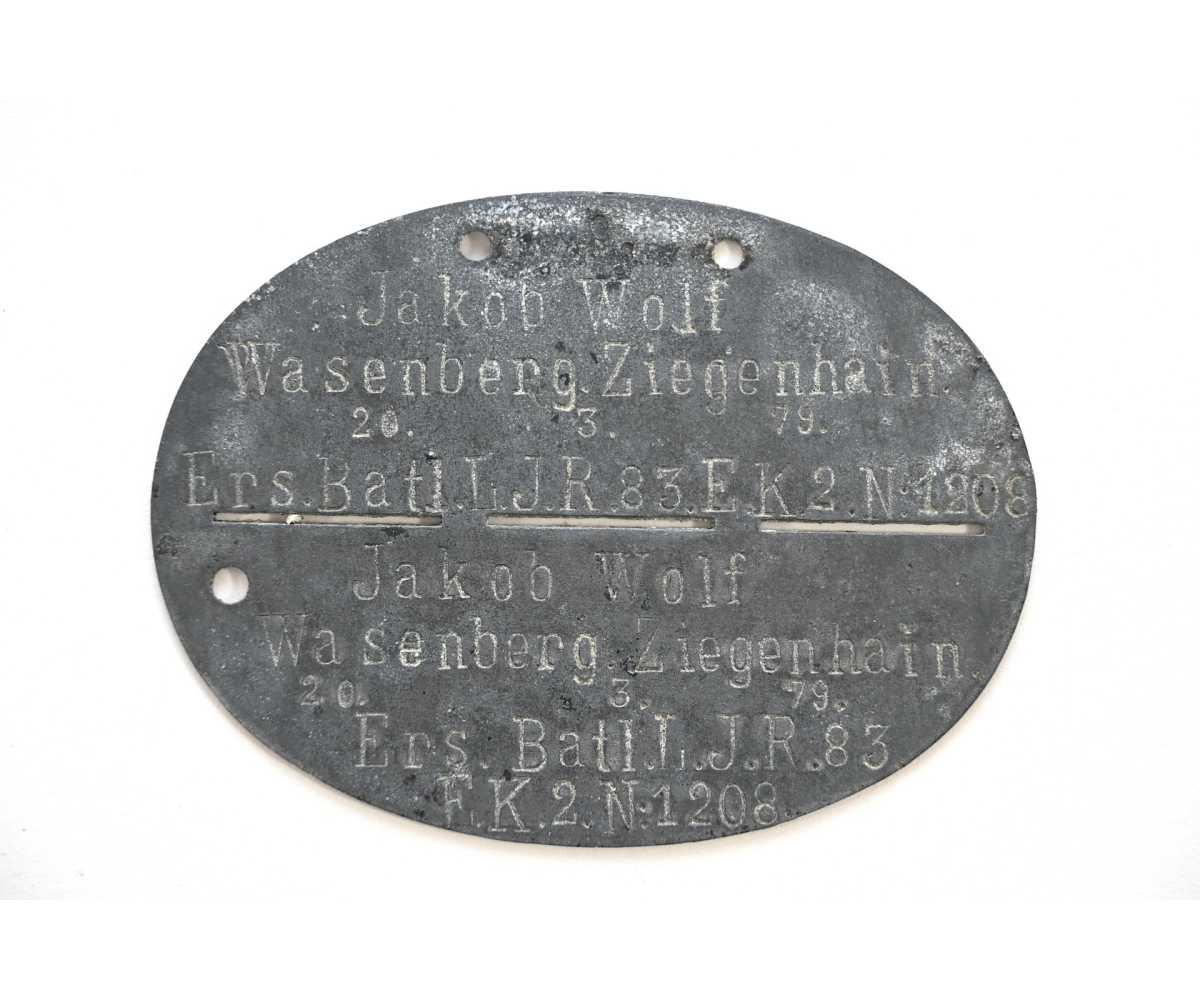 Jakob Wolf
Wasenberg. Ziegenhain.
20. 3. 79.
Ers. Batl. L. J. R. 83. E. K. 2. N: 1208
Jakob Wolf
Wasenberg. Ziegenhain.
20. 3. 79.
Ers. Batl. L. J. R. 83.
E. K. 2. N: 1208.